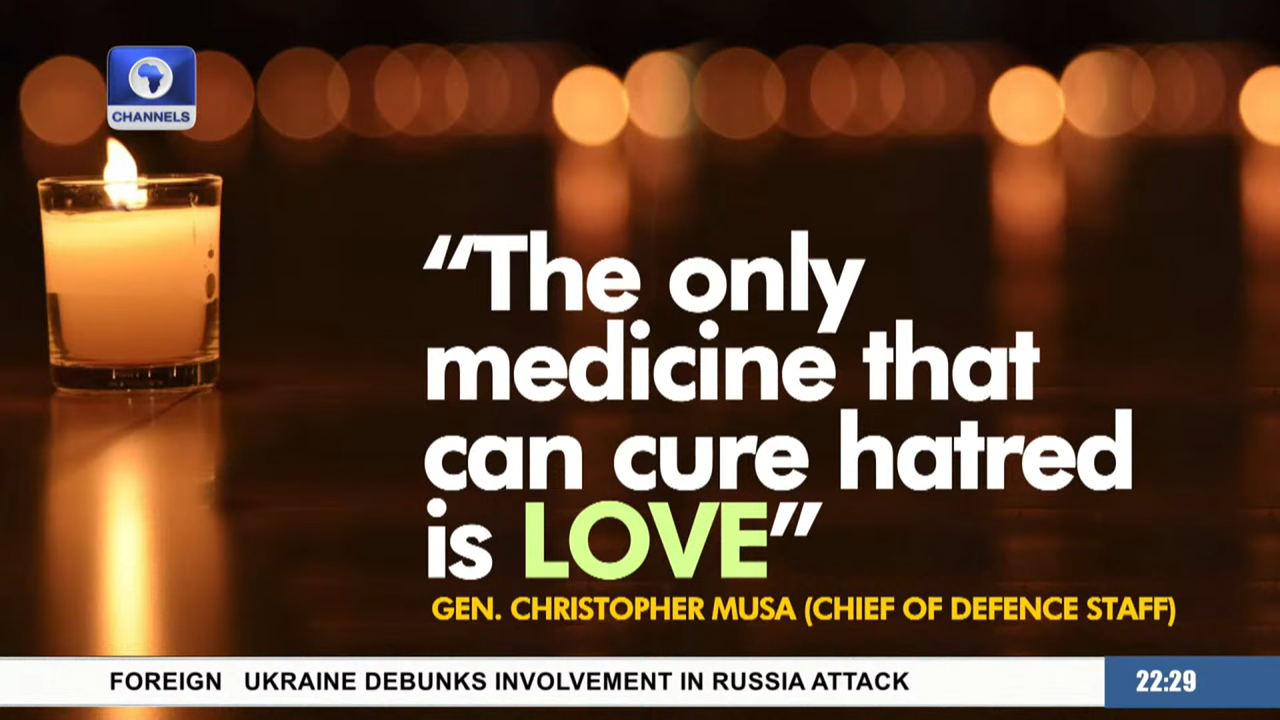 CHANNELS
“The only
medicine that
can cure hatred
is LOVE”
GEN. CHRISTOPHER MUSA (CHIEF OF DEFENCE STAFF)
FOREIGN UKRAINE DEBUNKS INVOLVEMENT IN RUSSIA ATTACK
22:29